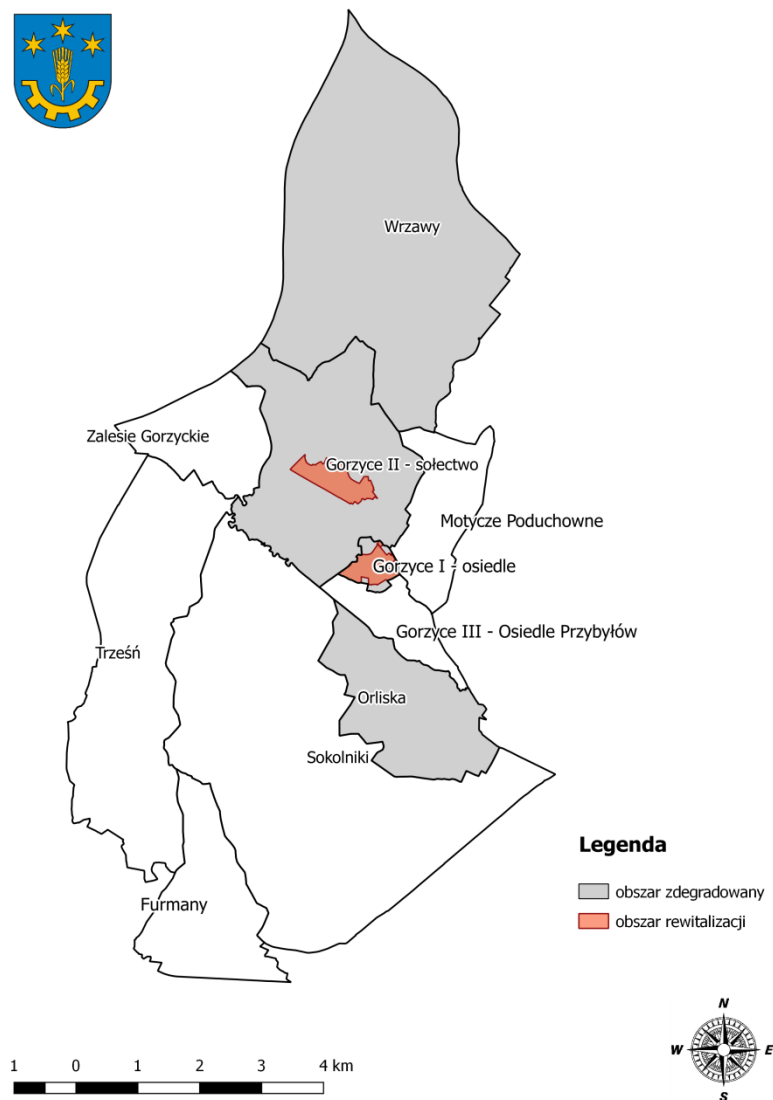 Wrzawy
Zalesie Gorzyckie
Gorzyce II - sołectwo
Motycze Poduchowne
Gorzyce I - osiedle
Gorzyce III - Osiedle Przybyłów
Trześń
Orliska
Sokolniki
Furmany
Legenda
obszar zdegradowany
obszar rewitalizacji
N
W E
S
1 0 1 2 3 4 km